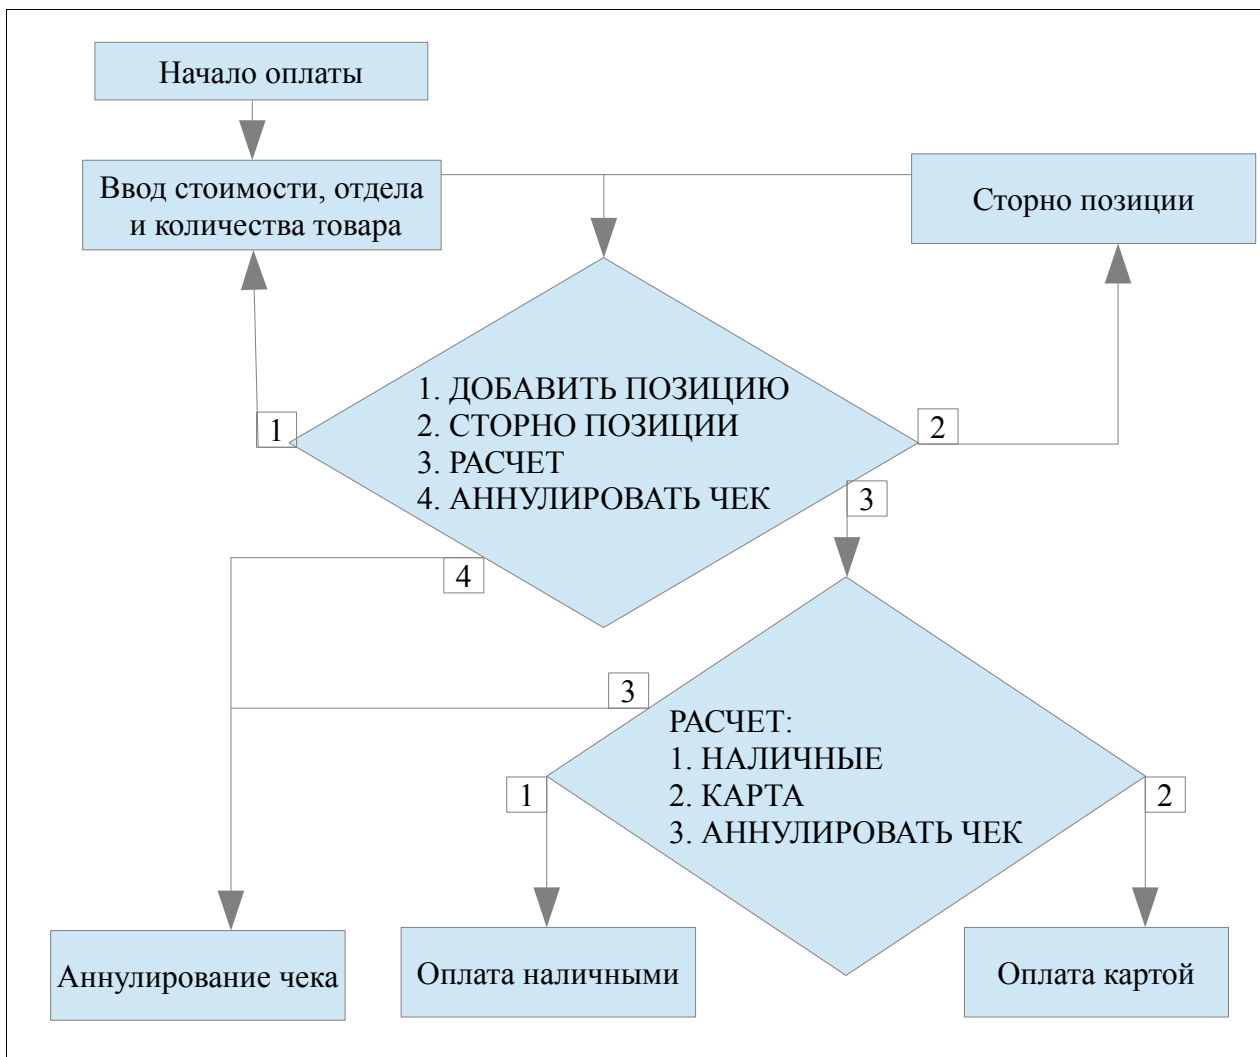 Начало оплаты
Ввод стоимости, отдела
и количества товара
Сторно позиции
1. ДОБАВИТЬ ПОЗИЦИЮ
2. СТОРНО ПОЗИЦИИ
3. РАСЧЕТ
4. АННУЛИРОВАТЬ ЧЕК
1
2
3
4
3
РАСЧЕТ:
1. НАЛИЧНЫЕ
2. КАРТА
3. АННУЛИРОВАТЬ ЧЕК
1
2
Аннулирование чека
Оплата наличными
Оплата картой